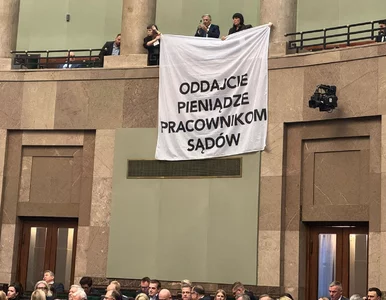 ODDAJCIE
PIENIĄDZE
PRACOWNIKOM
SĄDÓW